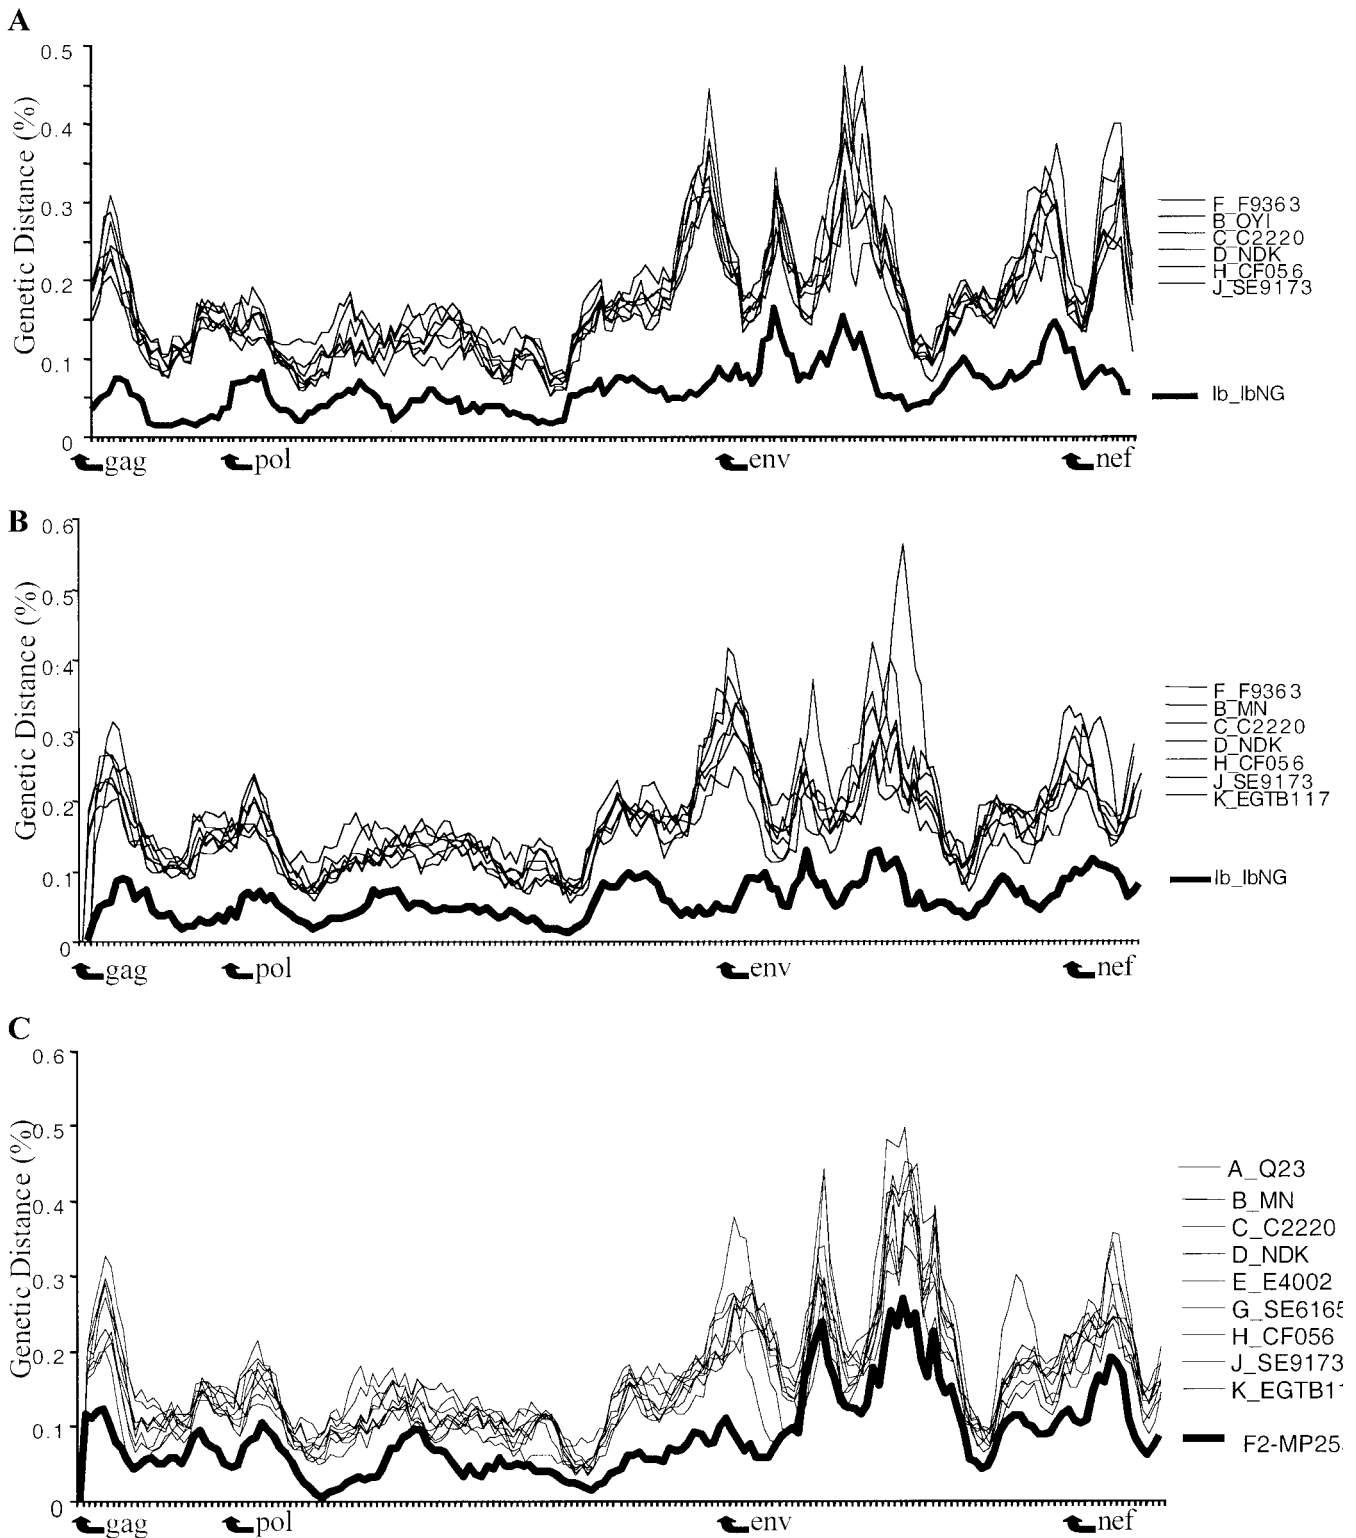 A
Genetic Distance (%)
0.5
0.4
0.3
0.2
0.1
0
gag
pol
env
nef
F_F9363
B_OYI
C_C2220
D_NDK
H_CF056
J_SE9173
Ib_IbNG
B
Genetic Distance (%)
0.6
0.5
0.4
0.3
0.2
0.1
0
gag
pol
env
nef
F_F9363
B_MN
C_C2220
D_NDK
H_CF056
J_SE9173
K_EGTB117
Ib_IbNG
C
Genetic Distance (%)
0.6
0.5
0.4
0.3
0.2
0.1
0
gag
pol
env
nef
A_Q23
B_MN
C_C2220
D_NDK
E_E4002
G_SE6165
H_CF056
J_SE9173
K_EGTB1
F2-MP25